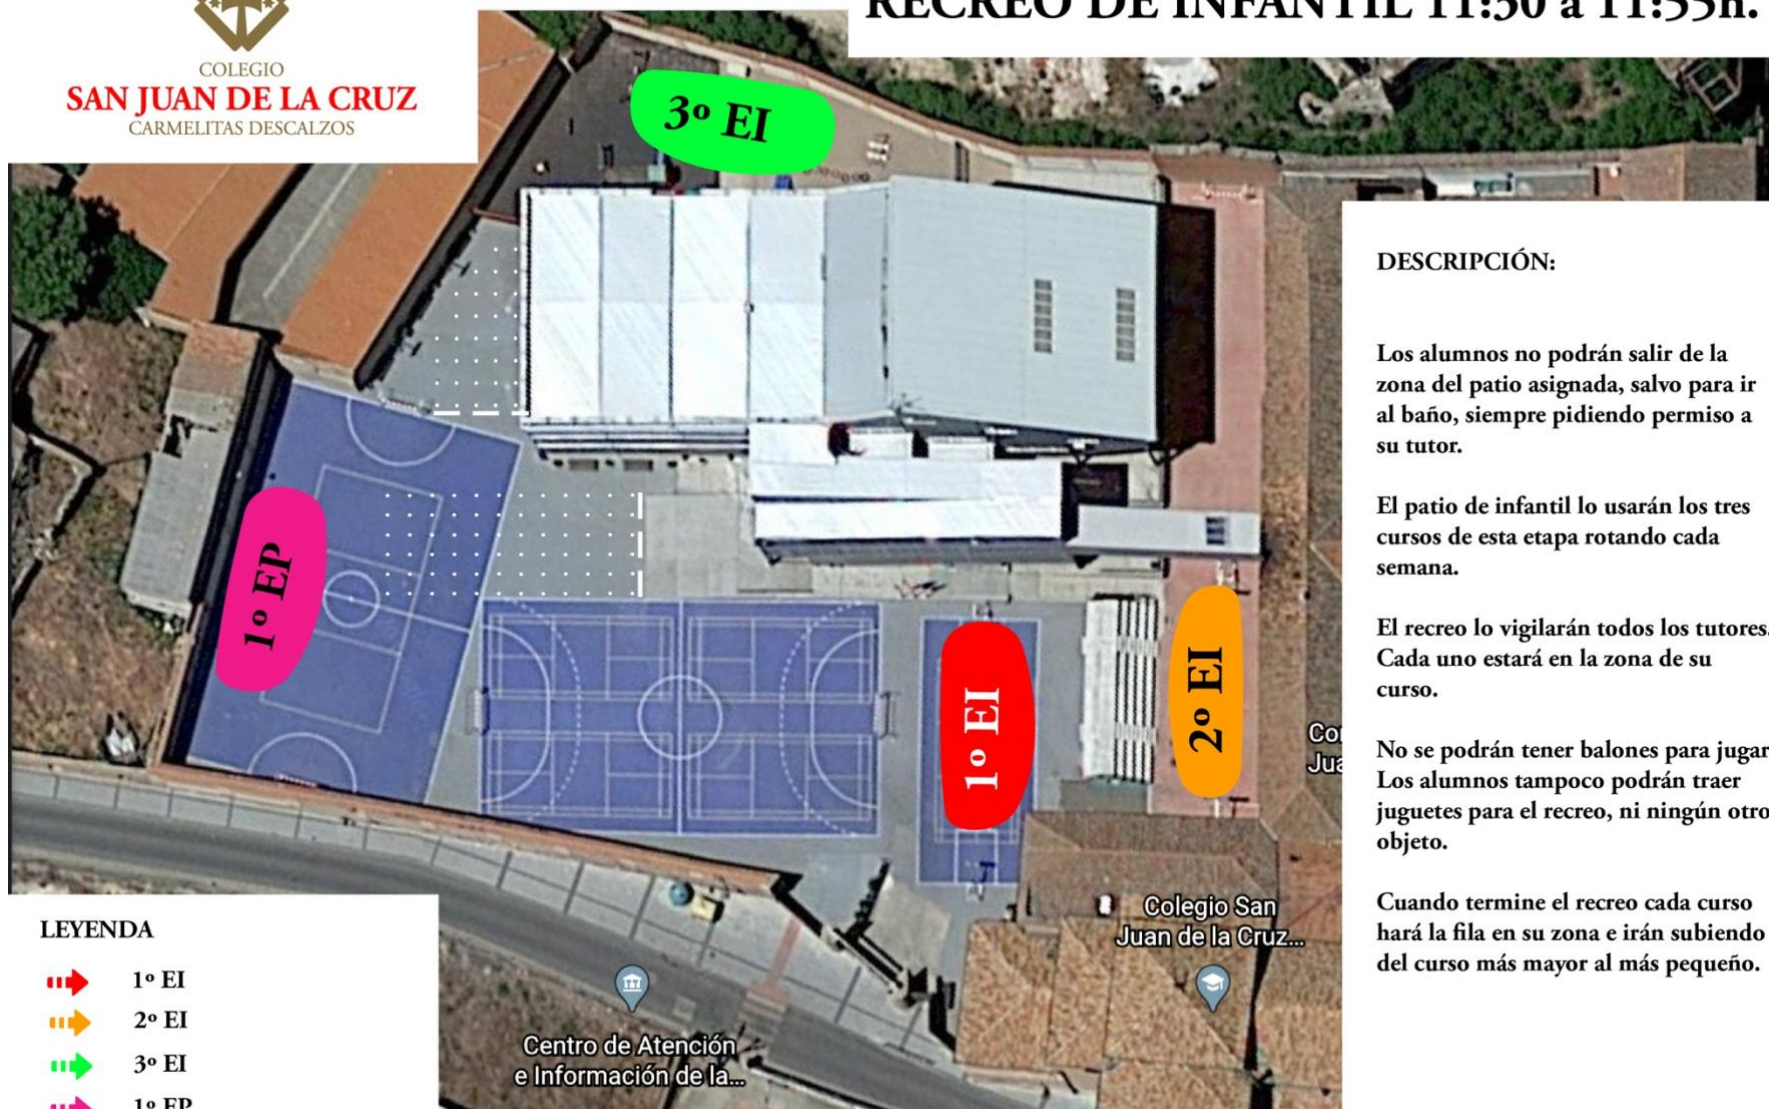 RECREO DE INFANTIL 11:30 a 11:55h.
COLEGIO
SAN JUAN DE LA CRUZ
CARMELITAS DESCALZOS
3º EI
1º EP
1º EI
2º EI
DESCRIPCIÓN:
Los alumnos no podrán salir de la
zona del patio asignada, salvo para ir
al baño, siempre pidiendo permiso a
su tutor.
El patio de infantil lo usarán los tres
cursos de esta etapa rotando cada
semana.
El recreo lo vigilarán todos los tutores.
Cada uno estará en la zona de su
curso.
No se podrán tener balones para jugar
Los alumnos tampoco podrán traer
juguetes para el recreo, ni ningún otro
objeto.
Cuando termine el recreo cada curso
hará la fila en su zona e irán subiendo
del curso más mayor al más pequeño.
Colegio San
Juan de la Cruz...
Centro de Atención
e Información de la...
LEYENDA
1º EI
2º EI
3º EI
1º EP